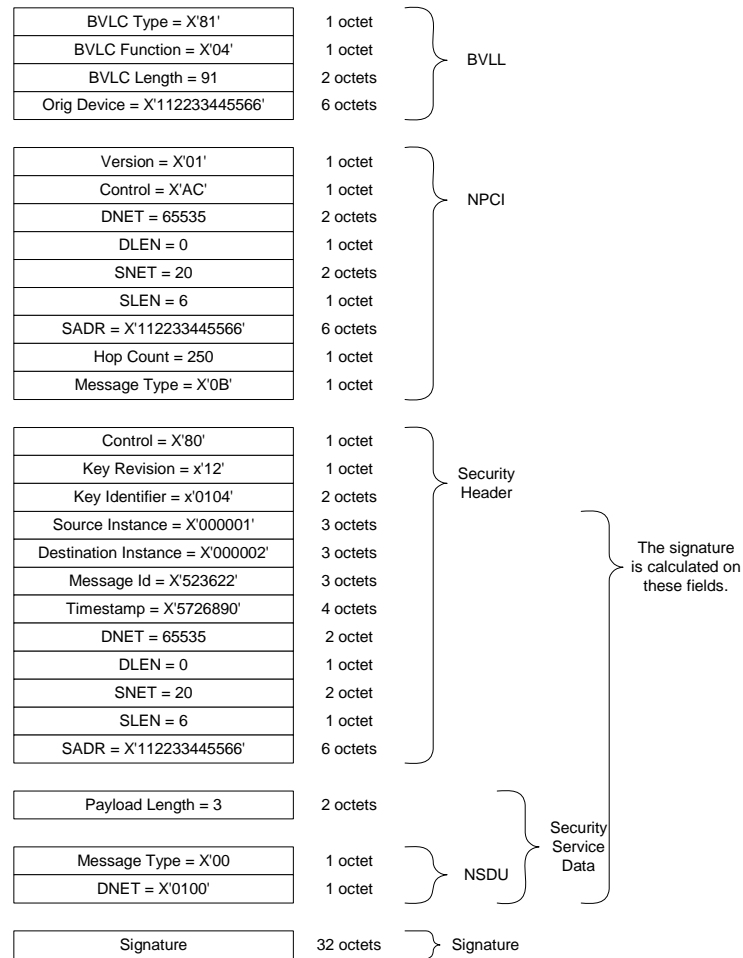 BVLC Type = X'81' 1 octet
BVLC Function = X'04' 1 octet
BVLC Length = 91 2 octets
Orig Device = X'112233445566' 6 octets
BVLL
Version = X'01' 1 octet
Control = X'AC' 1 octet
DNET = 65535 2 octets
DLEN = 0 1 octet
SNET = 20 2 octets
SLEN = 6 1 octet
SADR = X'112233445566' 6 octets
Hop Count = 250 1 octet
Message Type = X'0B' 1 octet
NPCI
Control = X'80' 1 octet
Key Revision = x'12' 1 octet
Key Identifier = x'0104' 2 octets
Source Instance = X'000001' 3 octets
Destination Instance = X'000002' 3 octets
Message Id = X'523622' 3 octets
Timestamp = X'5726890' 4 octets
DNET = 65535 2 octet
DLEN = 0 1 octet
SNET = 20 2 octet
SLEN = 6 1 octet
SADR = X'112233445566' 6 octets
Security
Header
Payload Length = 3 2 octets
Message Type = X'00 1 octet
DNET = X'0100' 1 octet
NSDU
Security
Service
Data
The signature
is calculated on
these fields.
Signature 32 octets Signature